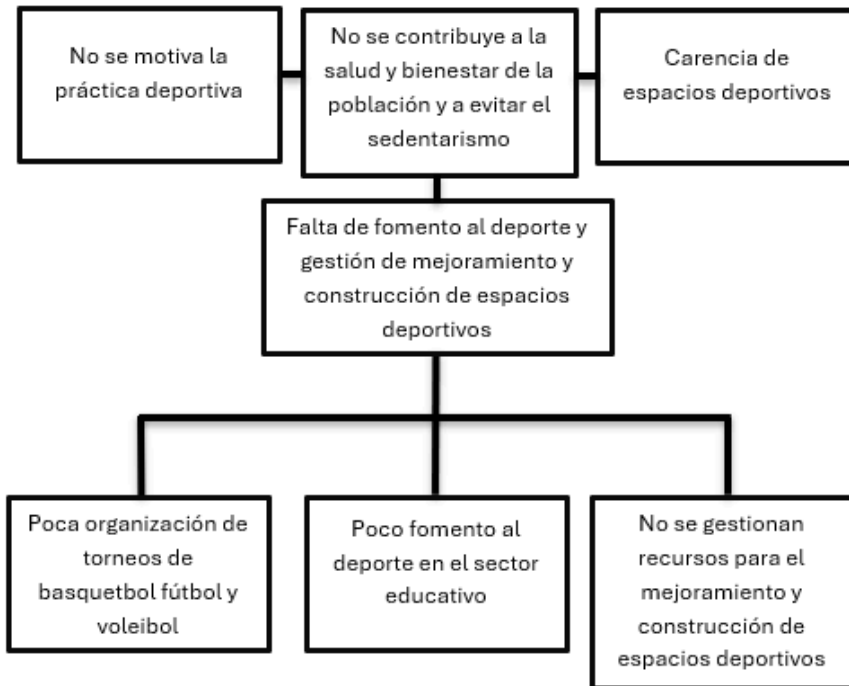 No se motiva la
práctica deportiva
No se contribuye a la
salud y bienestar de la
población y a evitar el
sedentarismo
Carencia de
espacios deportivos
Falta de fomento al deporte y
gestión de mejoramiento y
construcción de espacios
deportivos
Poca organización de
torneos de
basquetbol fútbol y
voleibol
Poco fomento al
deporte en el sector
educativo
No se gestionan
recursos para el
mejoramiento y
construcción de
espacios deportivos